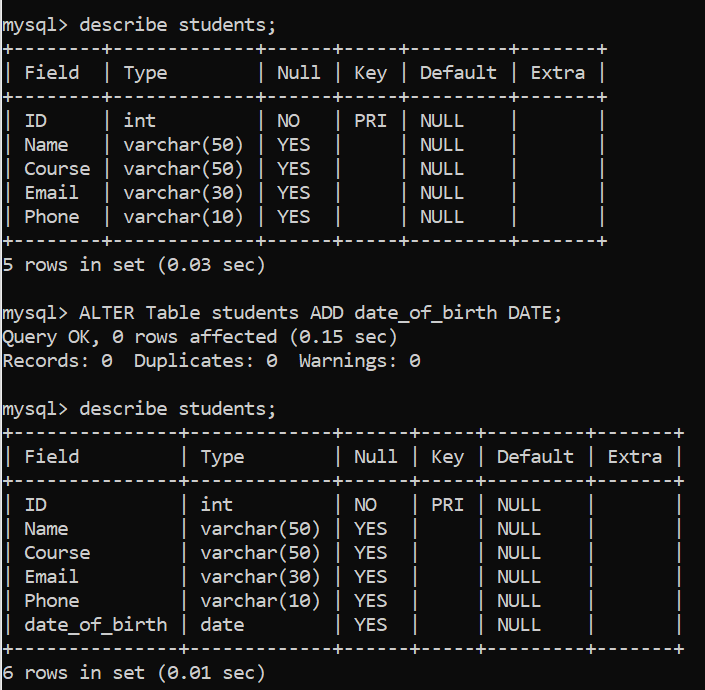 mysql> describe students;
+--------+-------------+------+-----+---------+-------+
| Field  | Type        | Null | Key | Default | Extra |
+--------+-------------+------+-----+---------+-------+
| ID     | int         | NO   | PRI | NULL    |       |
| Name   | varchar(50) | YES  |     | NULL    |       |
| Course | varchar(50) | YES  |     | NULL    |       |
| Email  | varchar(30) | YES  |     | NULL    |       |
| Phone  | varchar(10) | YES  |     | NULL    |       |
+--------+-------------+------+-----+---------+-------+
5 rows in set (0.03 sec)

mysql> ALTER Table students ADD date_of_birth DATE;
Query OK, 0 rows affected (0.15 sec)
Records: 0  Duplicates: 0  Warnings: 0

mysql> describe students;
+---------------+-------------+------+-----+---------+-------+
| Field         | Type        | Null | Key | Default | Extra |
+---------------+-------------+------+-----+---------+-------+
| ID            | int         | NO   | PRI | NULL    |       |
| Name          | varchar(50) | YES  |     | NULL    |       |
| Course        | varchar(50) | YES  |     | NULL    |       |
| Email         | varchar(30) | YES  |     | NULL    |       |
| Phone         | varchar(10) | YES  |     | NULL    |       |
| date_of_birth | date        | YES  |     | NULL    |       |
+---------------+-------------+------+-----+---------+-------+
6 rows in set (0.01 sec)